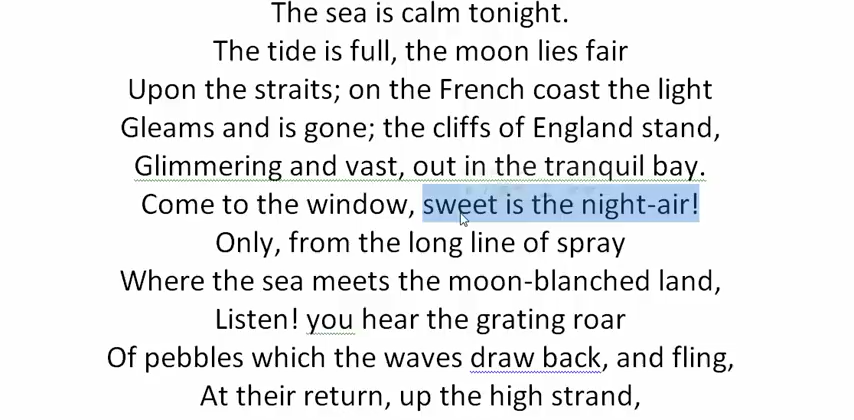 The sea is calm tonight.
The tide is full, the moon lies fair
Upon the straits; on the French coast the light
Gleams and is gone; the cliffs of England stand,
Glimmering and vast, out in the tranquil bay.
Come to the window, sweet is the night-air!
Only, from the long line of spray
Where the sea meets the moon-blanched land,
Listen! you hear the grating roar
Of pebbles which the waves draw back, and fling,
At their return, up the high strand,